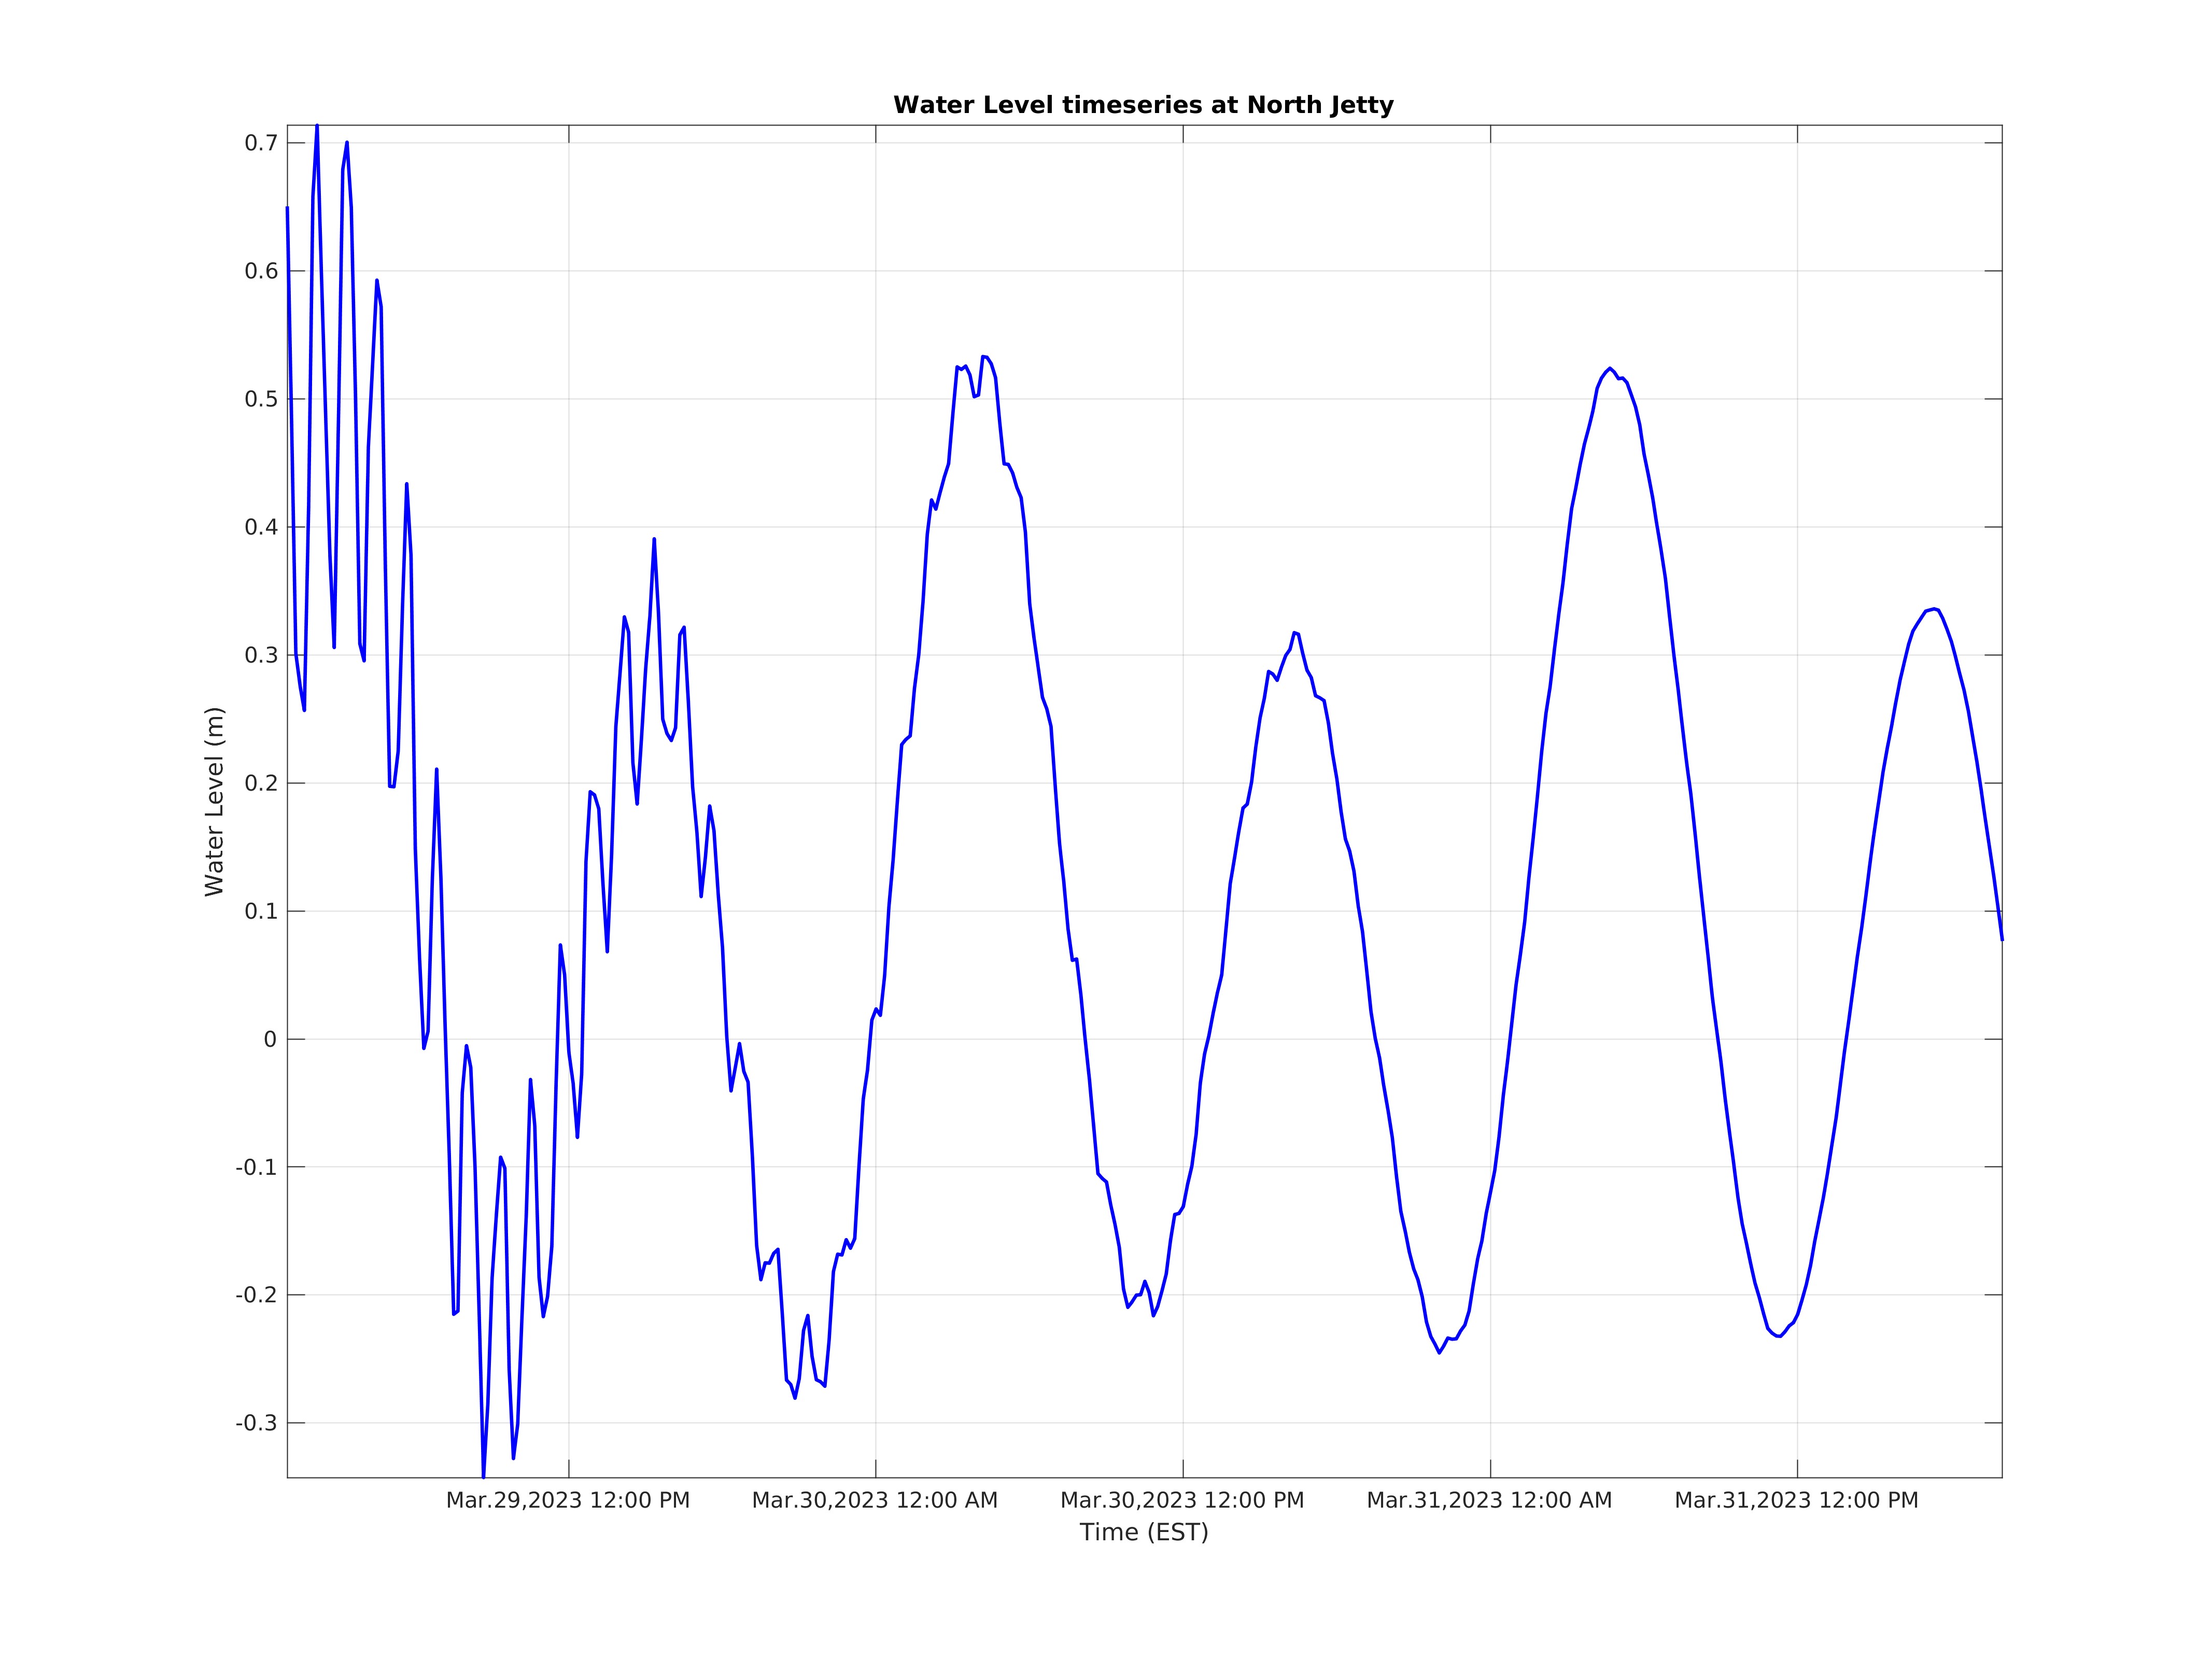 Water Level timeseries at North Jetty
0.7
0.6
0.5
0.4
0.3
0.2
0.1
0
-0.1
-0.2
-0.3
Water Level (m)
Mar.29,2023 12:00 PM
Mar.30,2023 12:00 AM
Mar.30,2023 12:00 PM
Mar.31,2023 12:00 AM
Mar.31,2023 12:00 PM
Time (EST)